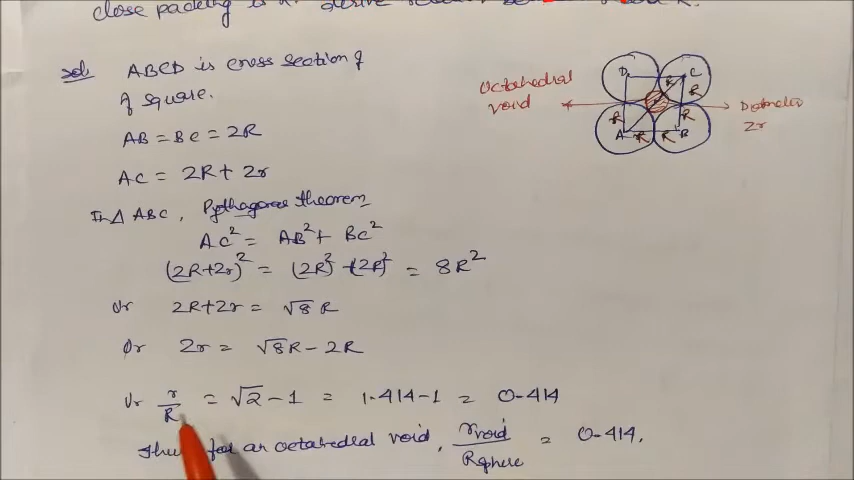 close packing is
Sol. ABCD is cross section of
of square.
AB = BC = 2R
AC = 2R + 2r
In △ ABC, Pythagoras theorem
AC² = AB² + BC²
(2R+2r)² = (2R)² + (2R)² = 8R²
Or 2R+2r = √8 R
Or 2r = √8R - 2R
Or r/R = √2 - 1 = 1.414-1 = 0.414
Thus for an octahedral void, rvoid/Rsphere = 0.414.
Octahedral
void
D C
R R
R R
A R R B
2r